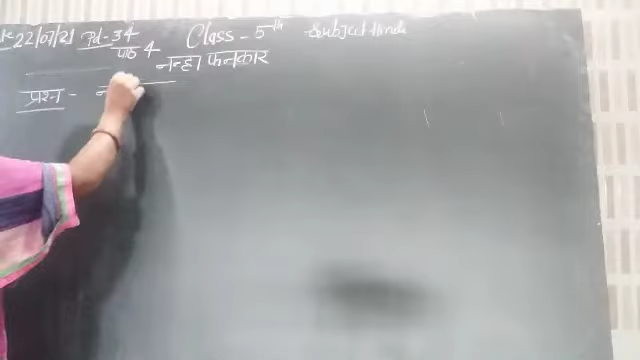 22/07/21 Pd-34 Class - 5th Subject Hindi
पाठ 4 नन्हा फनकार
प्रश्न - न